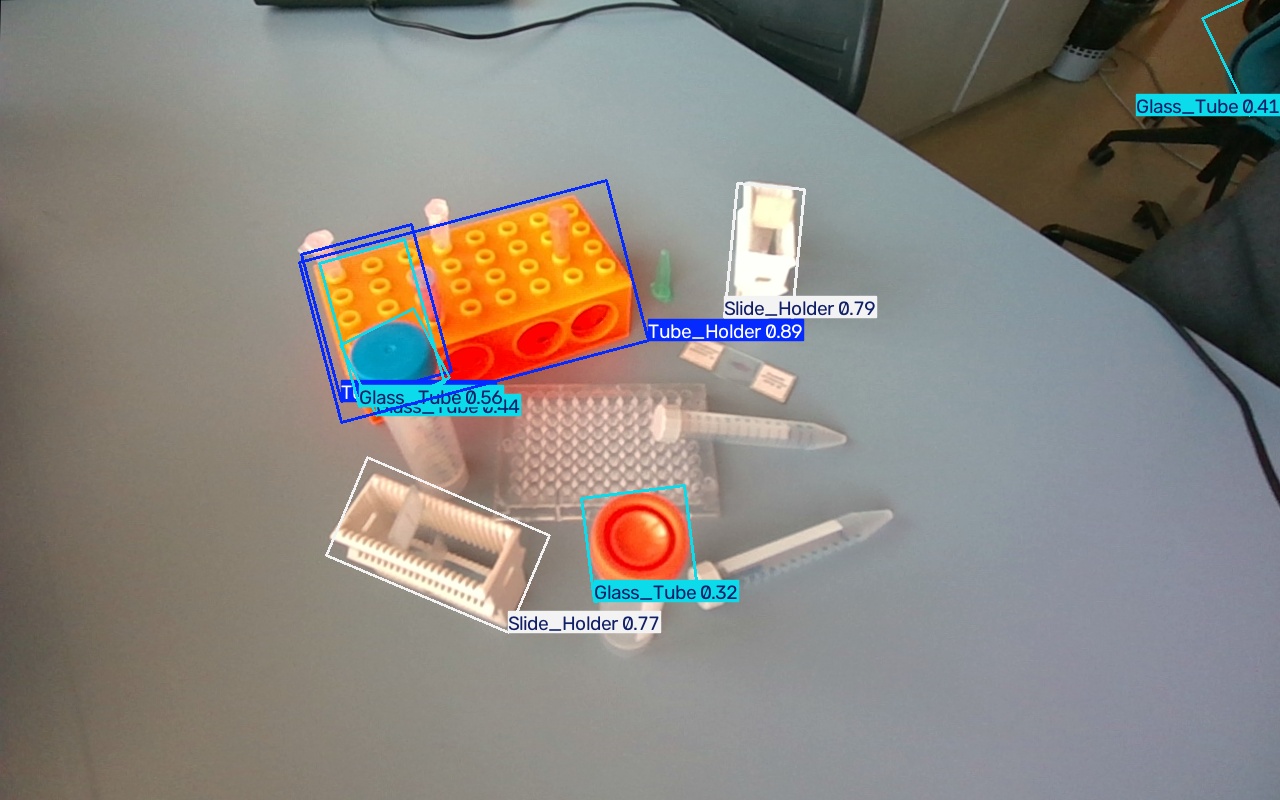 Glass_Tube 0.41
Slide_Holder 0.79
Tube_Holder 0.89
Glass_Tube 0.56
Glass_Tube 0.44
Glass_Tube 0.32
Slide_Holder 0.77